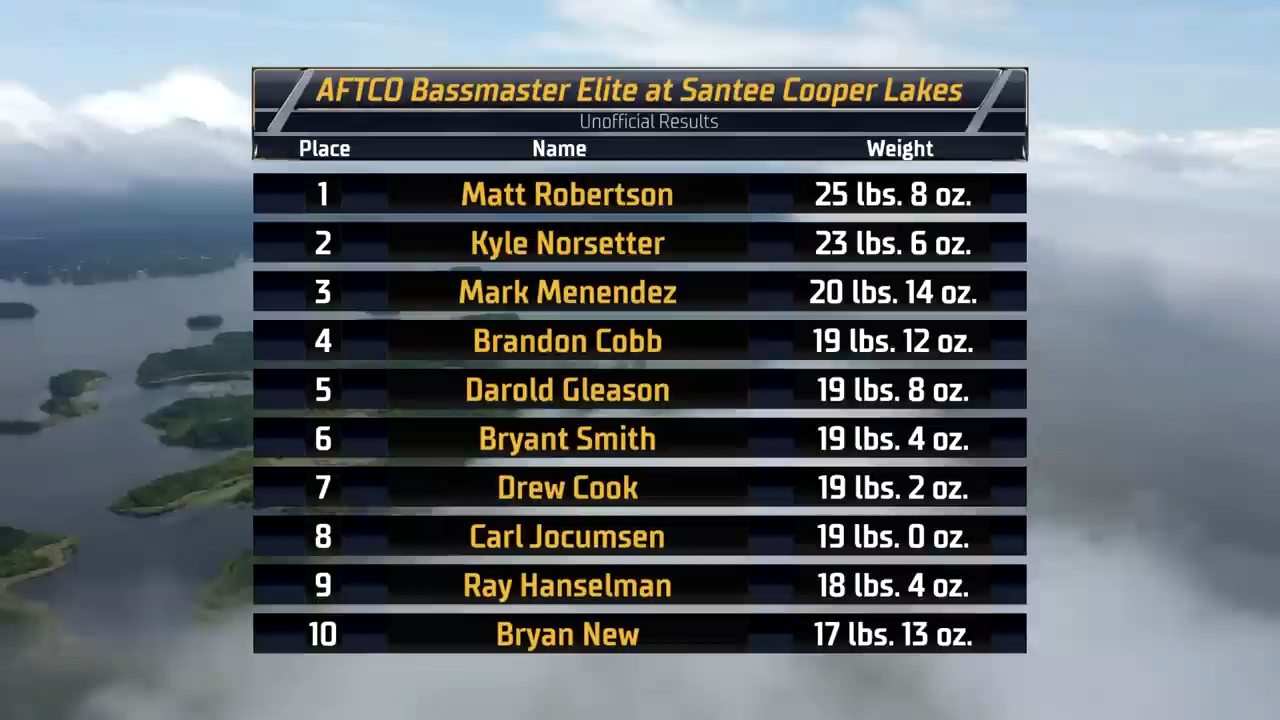 AFTCO Bassmaster Elite at Santee Cooper Lakes
Unofficial Results
Place Name Weight
1 Matt Robertson 25 lbs. 8 oz.
2 Kyle Norsetter 23 lbs. 6 oz.
3 Mark Menendez 20 lbs. 14 oz.
4 Brandon Cobb 19 lbs. 12 oz.
5 Darold Gleason 19 lbs. 8 oz.
6 Bryant Smith 19 lbs. 4 oz.
7 Drew Cook 19 lbs. 2 oz.
8 Carl Jocumsen 19 lbs. 0 oz.
9 Ray Hanselman 18 lbs. 4 oz.
10 Bryan New 17 lbs. 13 oz.